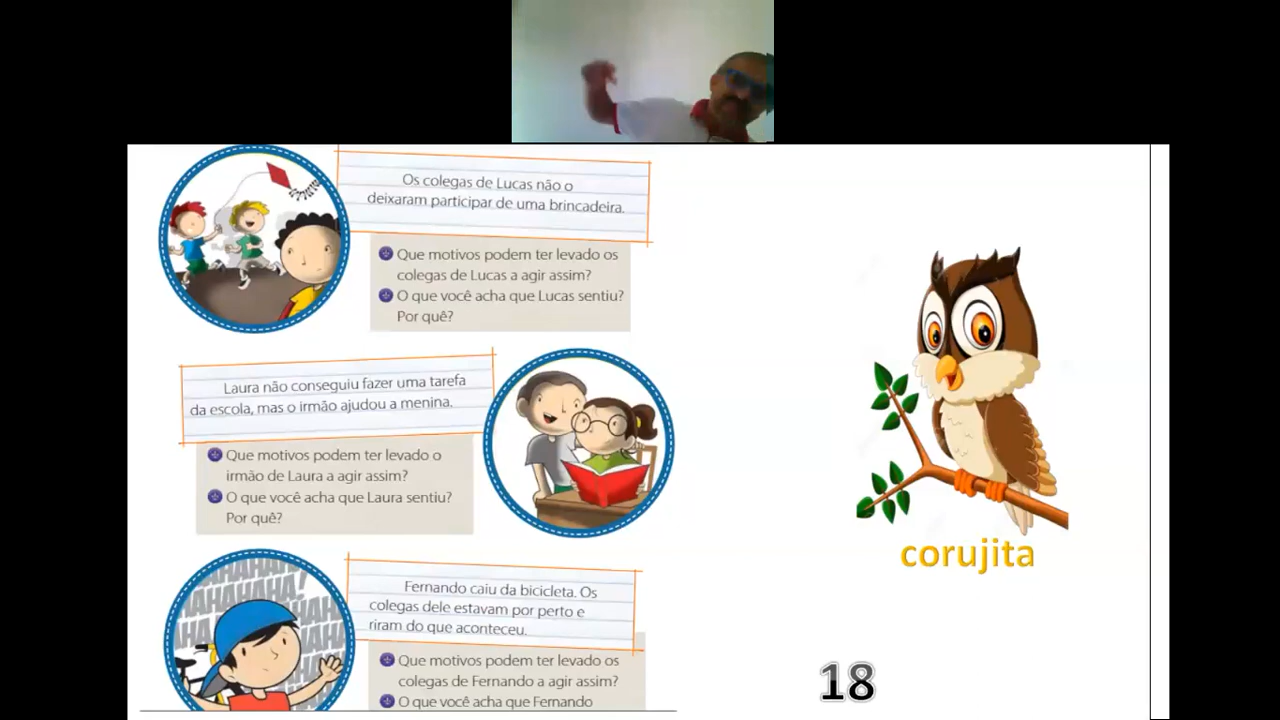 Os colegas de Lucas não o
deixaram participar de uma brincadeira.
Que motivos podem ter levado os
colegas de Lucas a agir assim?
O que você acha que Lucas sentiu?
Por quê?
Laura não conseguiu fazer uma tarefa
da escola, mas o irmão ajudou a menina.
Que motivos podem ter levado o
irmão de Laura a agir assim?
O que você acha que Laura sentiu?
Por quê?
Fernando caiu da bicicleta. Os
colegas dele estavam por perto e
riram do que aconteceu.
Que motivos podem ter levado os
colegas de Fernando a agir assim?
O que você acha que Fernando
corujita
18